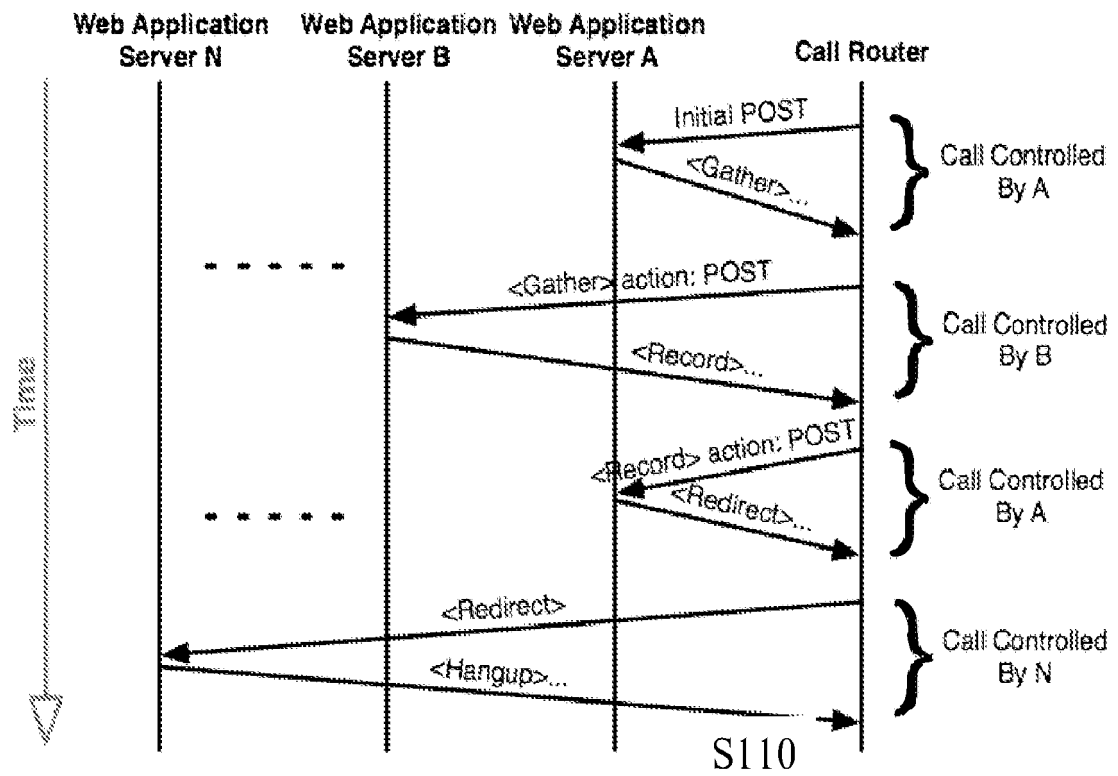 Web Application
Server N
Web Application
Server B
Web Application
Server A
Call Router
Initial POST
<Gather>...
Call Controlled
By A
<Gather> action: POST
<Record>...
Call Controlled
By B
Time
<Record> action: POST
<Redirect>...
Call Controlled
By A
<Redirect>
<Hangup>...
Call Controlled
By N
S110